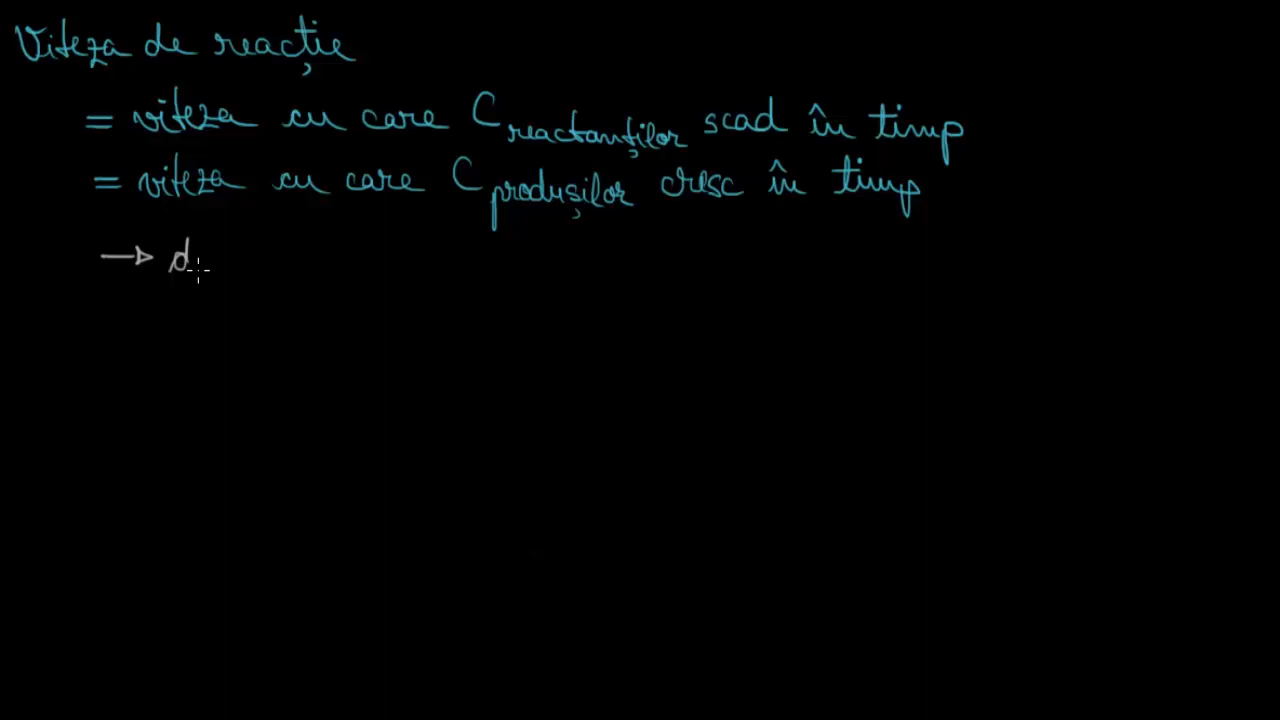 Viteza de reacție
= viteza cu care C reactanților scad în timp
= viteza cu care C produșilor cresc în timp
→ d